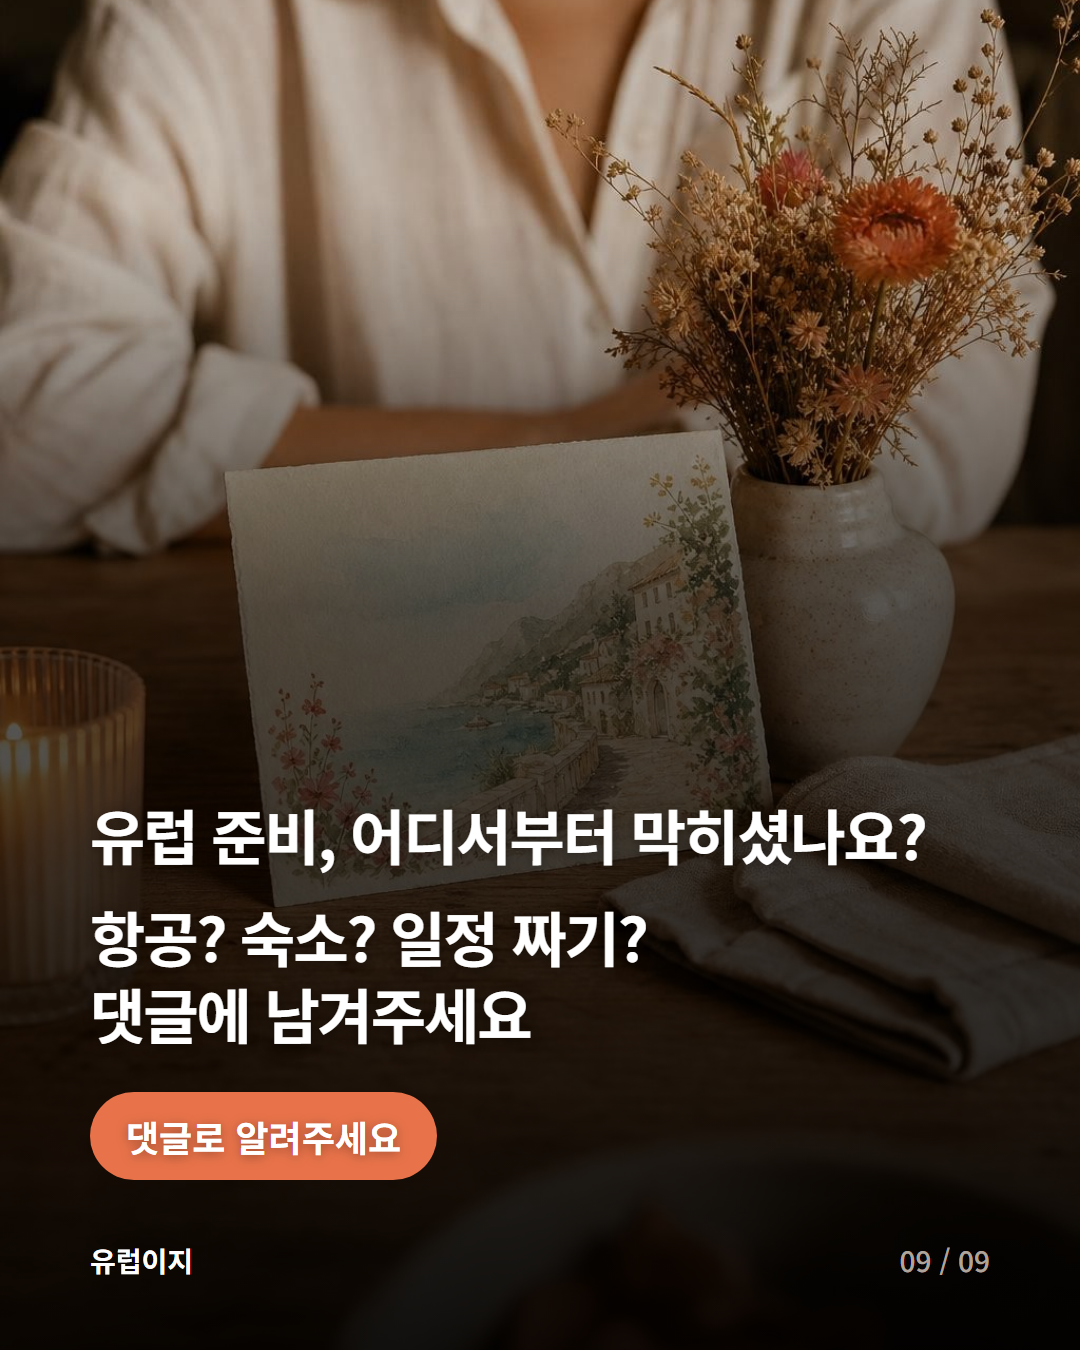 유럽 준비, 어디서부터 막히셨나요?
항공? 숙소? 일정 짜기?
댓글에 남겨주세요
댓글로 알려주세요
유럽이지
09 / 09